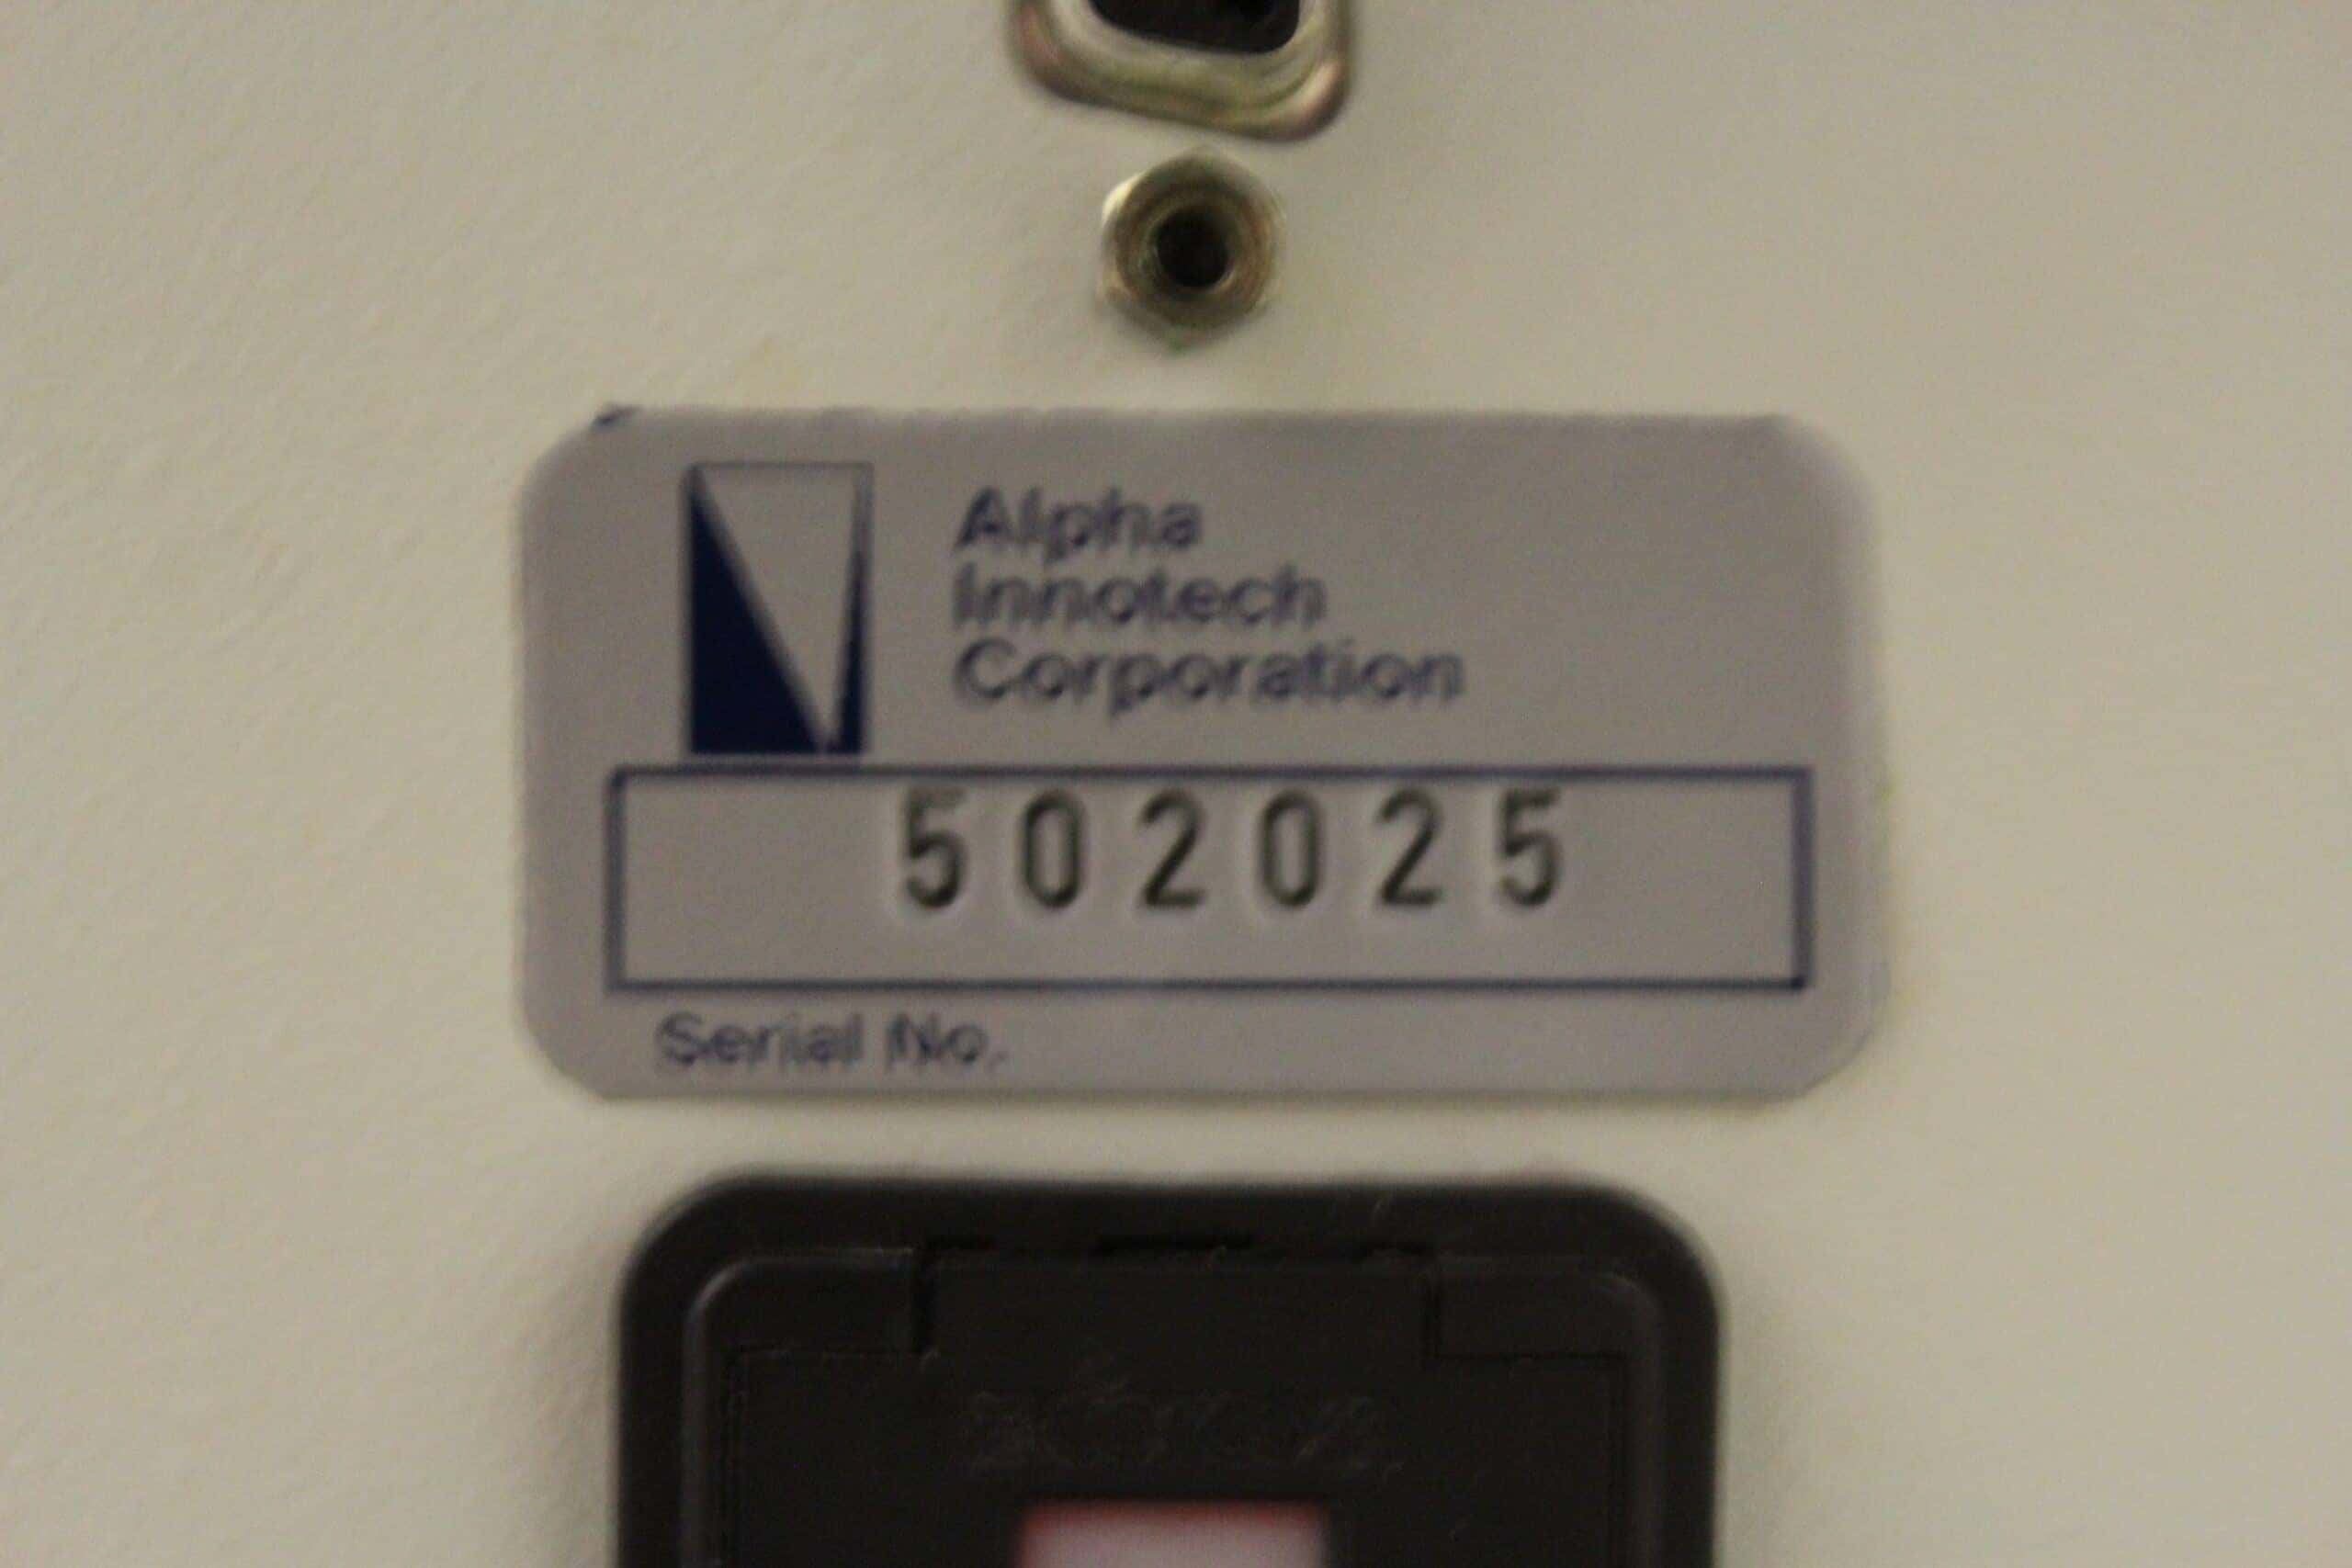 Alpha
Innotech
Corporation
502025
Serial No.